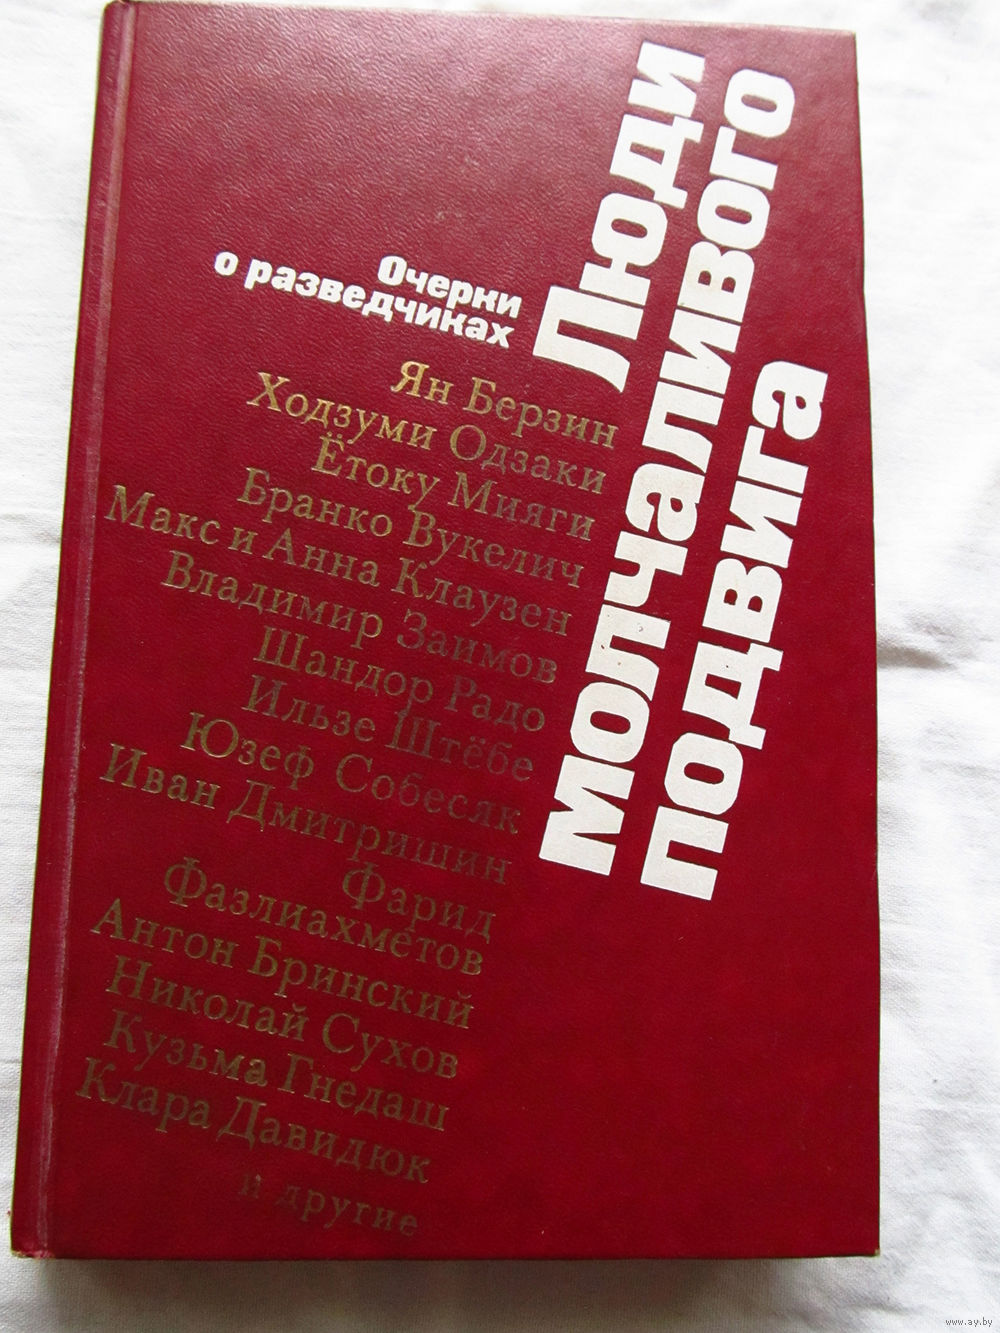 Люди
молчаливого
подвига
Очерки
о разведчиках
Ян Берзин
Ходзуми Одзаки
Ётоку Мияги
Бранко Вукелич
Макс и Анна Клаузен
Владимир Заимов
Шандор Радо
Ильзе Штёбе
Юзеф Собесяк
Иван Дмитришин
Фарид
Фазлиахметов
Антон Бринский
Николай Сухов
Кузьма Гнедаш
Клара Давидюк
и другие
www.ay.by